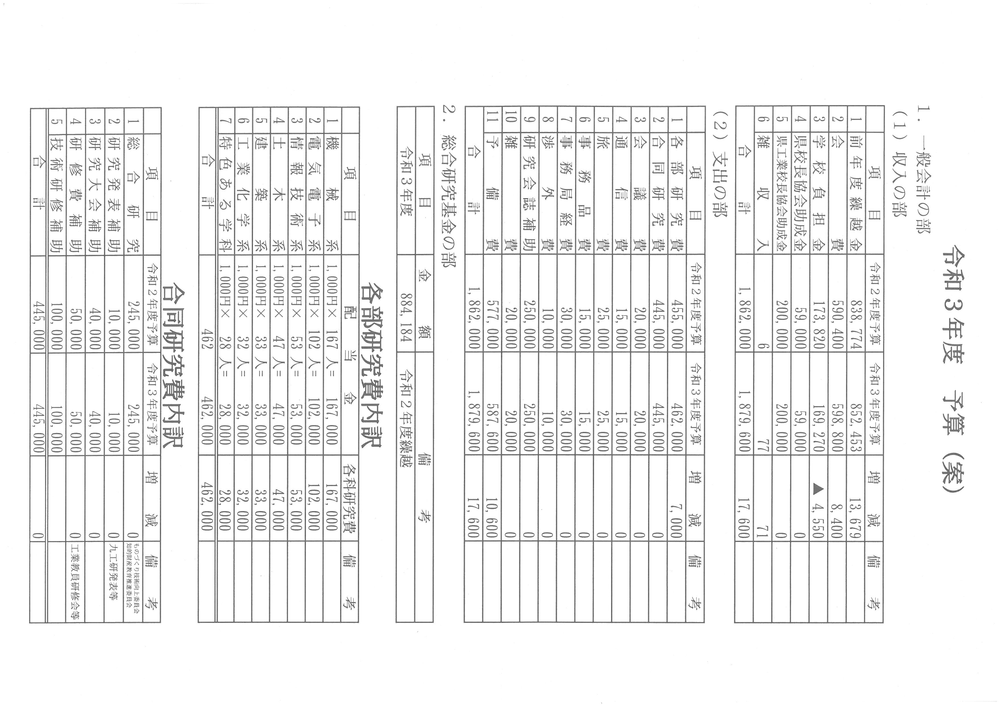 令和３年度　予算（案）
１．一般会計の部
（１）収入の部
項目 令和２年度予算 令和３年度予算 増減 備考
1 前年度繰越金 838,774 852,453 13,679
2 会費 590,400 598,800 8,400
3 学校負担金 173,820 169,270 ▲ 4,550
4 県校長協会助成金 59,000 59,000 0
5 県工業校長協会助成金 200,000 200,000 0
6 雑収入 6 77 71
合計 1,862,000 1,879,600 17,600
（２）支出の部
項目 令和２年度予算 令和３年度予算 増減 備考
1 各部研究費 455,000 462,000 7,000
2 合同研究費 445,000 445,000 0
3 会議費 20,000 20,000 0
4 通信費 15,000 15,000 0
5 旅費 25,000 25,000 0
6 事務品費 15,000 15,000 0
7 事務局経費 30,000 30,000 0
8 渉外費 10,000 10,000 0
9 研究会誌補助 250,000 250,000 0
10 雑費 20,000 20,000 0
11 予備費 577,000 587,600 10,600
合計 1,862,000 1,879,600 17,600
２．総合研究基金の部
項目 金額 備考
令和３年度 884,184 令和２年度繰越
各部研究費内訳
項目 配当金 各科研究費 備考
1 機械系 1,000円× 167 人= 167,000 167,000
2 電気電子系 1,000円× 102 人= 102,000 102,000
3 情報技術系 1,000円× 53 人= 53,000 53,000
4 土木系 1,000円× 47 人= 47,000 47,000
5 建築系 1,000円× 33 人= 33,000 33,000
6 工業化学系 1,000円× 32 人= 32,000 32,000
7 特色ある学科 1,000円× 28 人= 28,000 28,000
合計 462 462,000 462,000
合同研究費内訳
項目 令和２年度予算 令和３年度予算 増減 備考
1 総合研究 245,000 245,000 0 ものづくり技術向上委員会
知的財産教育推進委員会
2 研究発表補助 10,000 10,000 0 九工研発表等
3 研究大会補助 40,000 40,000 0
4 研修費補助 50,000 50,000 0 工業教員研修会等
5 技術研修補助 100,000 100,000
合計 445,000 445,000 0